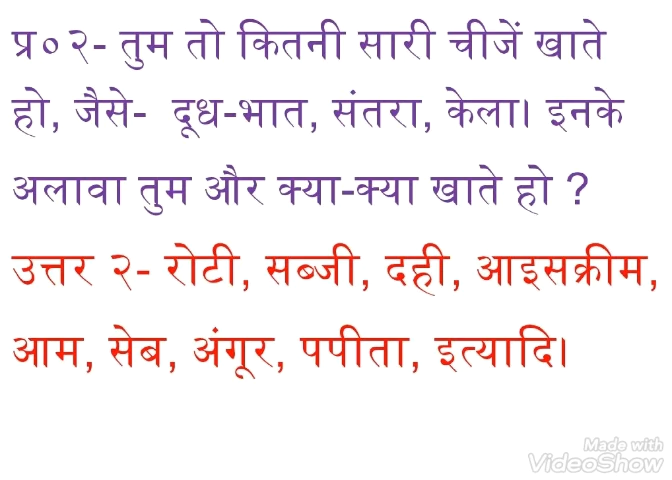 प्र०२- तुम तो कितनी सारी चीजें खाते
हो, जैसे- दूध-भात, संतरा, केला। इनके
अलावा तुम और क्या-क्या खाते हो ?
उत्तर २- रोटी, सब्जी, दही, आइसक्रीम,
आम, सेब, अंगूर, पपीता, इत्यादि।
Made with
VideoShow